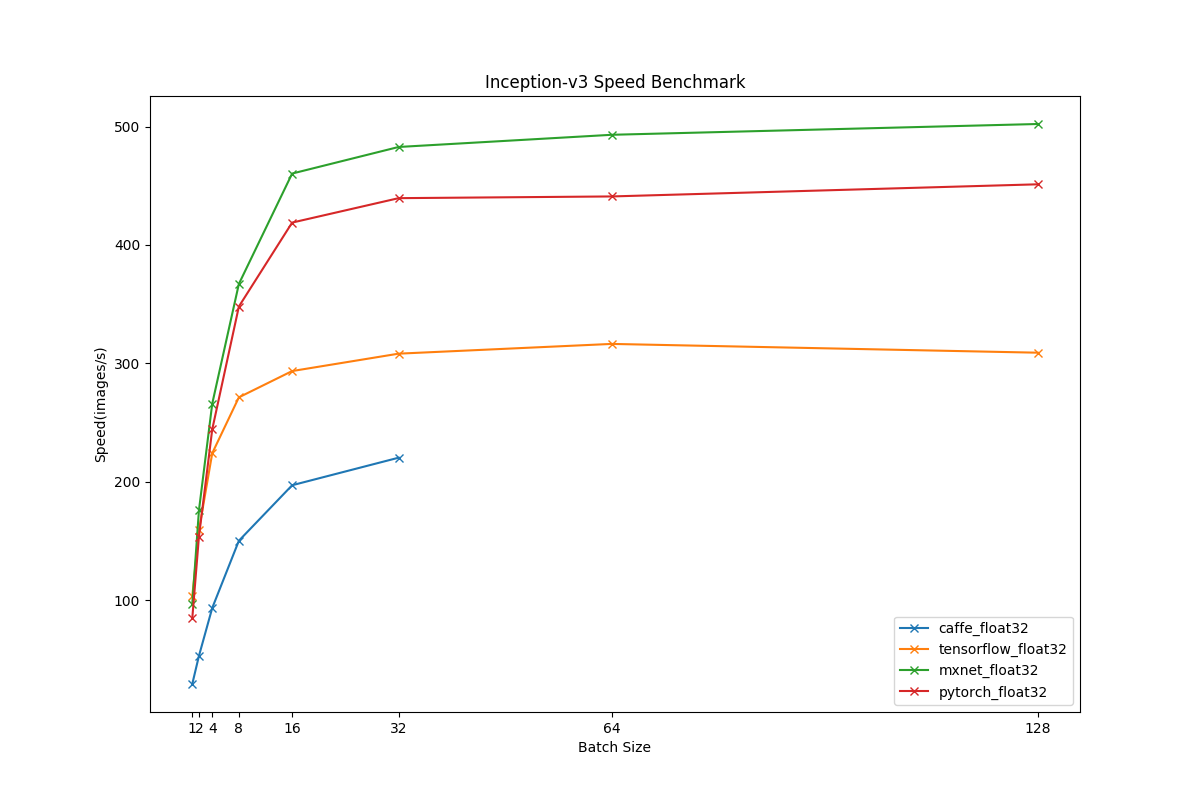 Inception-v3 Speed Benchmark
500
400
300
200
100
Speed(images/s)
1 2 4 8 16 32 64 128
Batch Size
caffe_float32
tensorflow_float32
mxnet_float32
pytorch_float32